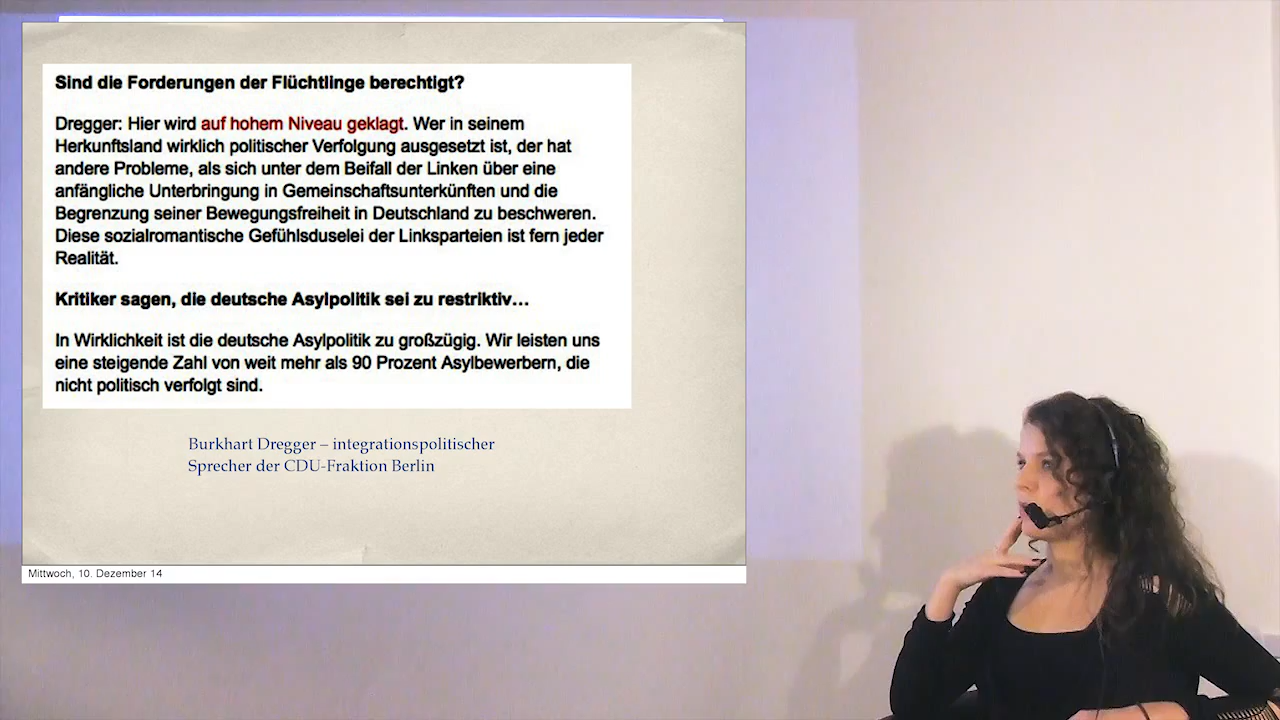 Sind die Forderungen der Flüchtlinge berechtigt?
Dregger: Hier wird auf hohem Niveau geklagt. Wer in seinem
Herkunftsland wirklich politischer Verfolgung ausgesetzt ist, der hat
andere Probleme, als sich unter dem Beifall der Linken über eine
anfängliche Unterbringung in Gemeinschaftsunterkünften und die
Begrenzung seiner Bewegungsfreiheit in Deutschland zu beschweren.
Diese sozialromantische Gefühlsduselei der Linksparteien ist fern jeder
Realität.
Kritiker sagen, die deutsche Asylpolitik sei zu restriktiv…
In Wirklichkeit ist die deutsche Asylpolitik zu großzügig. Wir leisten uns
eine steigende Zahl von weit mehr als 90 Prozent Asylbewerbern, die
nicht politisch verfolgt sind.
Burkhart Dregger – integrationspolitischer
Sprecher der CDU-Fraktion Berlin
Mittwoch, 10. Dezember 14